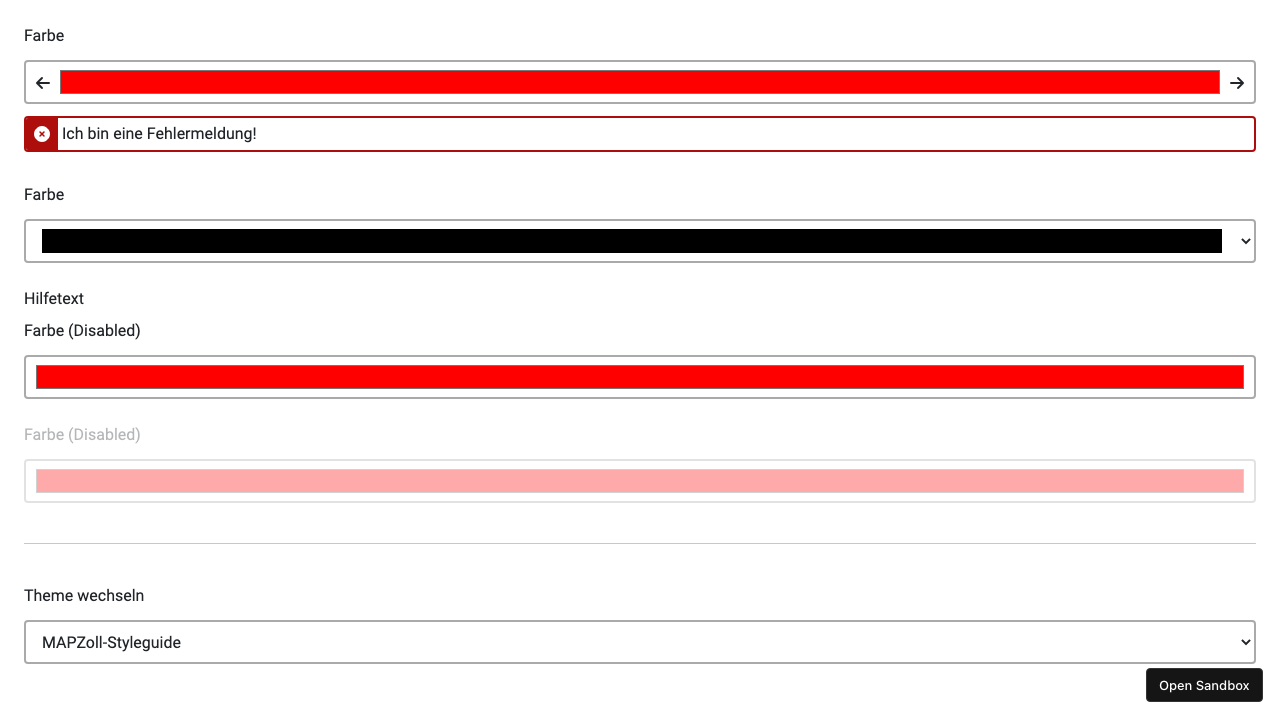 Farbe
Ich bin eine Fehlermeldung!
Farbe
Hilfetext
Farbe (Disabled)
Farbe (Disabled)
Theme wechseln
MAPZoll-Styleguide
Open Sandbox